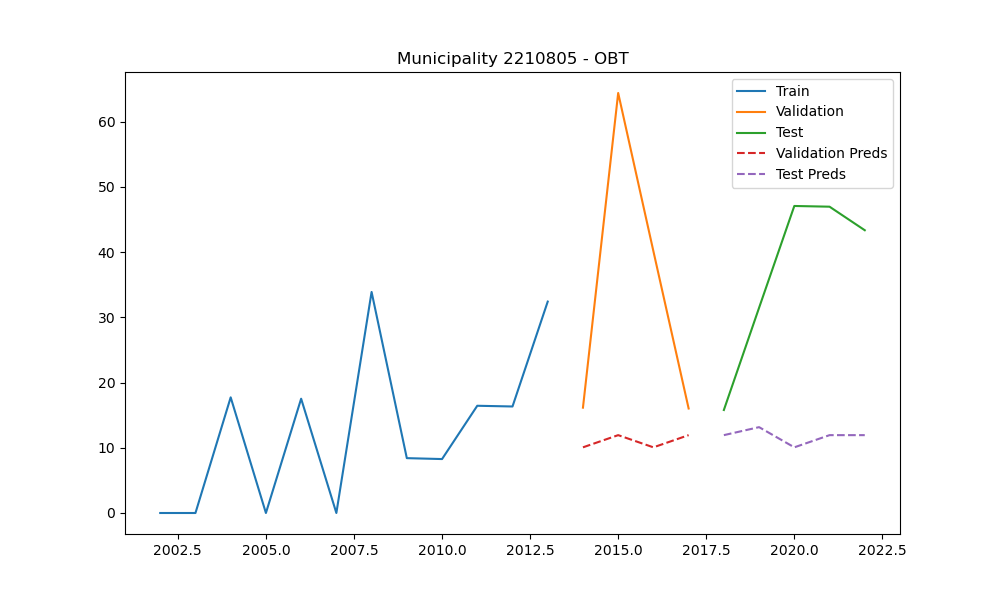 Municipality 2210805 - OBT
Train
Validation
Test
Validation Preds
Test Preds
60
50
40
30
20
10
0
2002.5 2005.0 2007.5 2010.0 2012.5 2015.0 2017.5 2020.0 2022.5